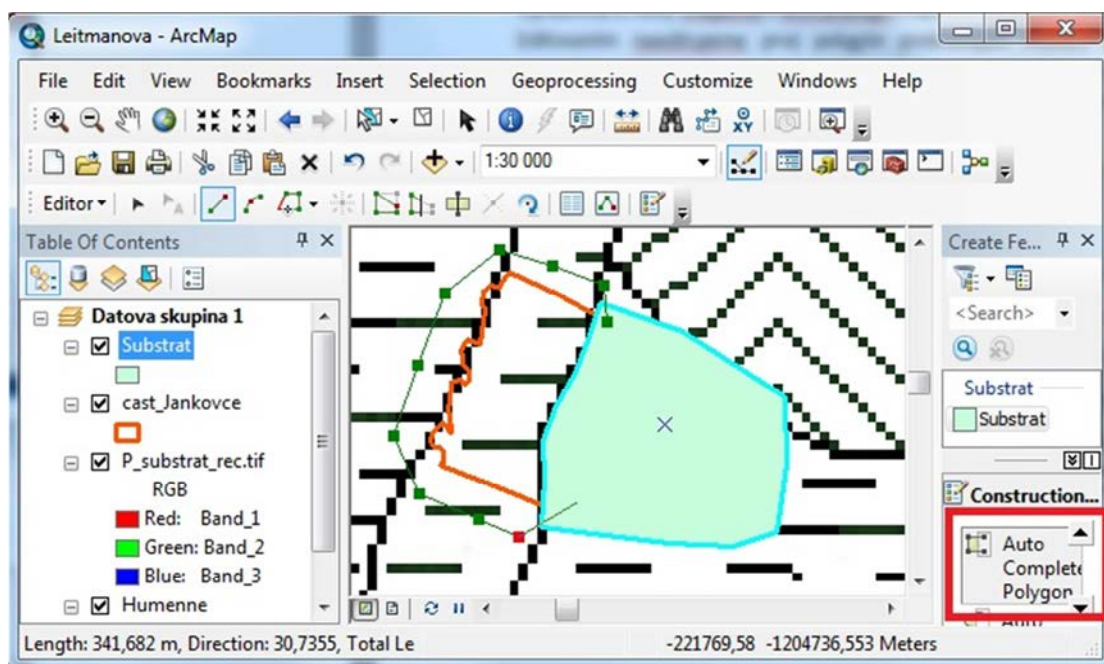 Leitmanova - ArcMap
File Edit View Bookmarks Insert Selection Geoprocessing Customize Windows Help
1:30 000
Editor
Table Of Contents
Create Fe...
Datova skupina 1
Substrat
cast_Jankovce
P_substrat_rec.tif
RGB
Red: Band_1
Green: Band_2
Blue: Band_3
Humenne
<Search>
Substrat
Substrat
Construction...
Auto
Complete
Polygon
Auto
Length: 341,682 m, Direction: 30,7355, Total Le
-221769,58 -1204736,553 Meters